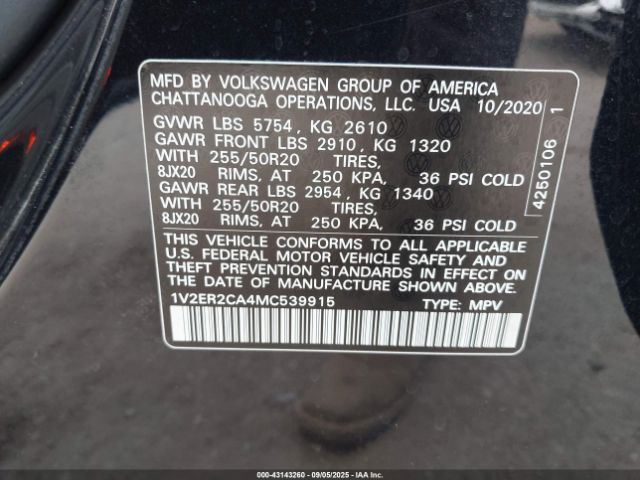 MFD BY VOLKSWAGEN GROUP OF AMERICA
CHATTANOOGA OPERATIONS, LLC. USA 10/2020
GVWR LBS 5754 , KG 2610
GAWR FRONT LBS 2910 , KG 1320
WITH 255/50R20 TIRES,
8JX20 RIMS, AT 250 KPA, 36 PSI COLD
GAWR REAR LBS 2954 , KG 1340
WITH 255/50R20 TIRES,
8JX20 RIMS, AT 250 KPA, 36 PSI COLD
THIS VEHICLE CONFORMS TO ALL APPLICABLE
U.S. FEDERAL MOTOR VEHICLE SAFETY AND
THEFT PREVENTION STANDARDS IN EFFECT ON
THE DATE OF MANUFACTURE SHOWN ABOVE.
1V2ER2CA4MC539915 TYPE: MPV
4250106 1
000-43143260 - 09/05/2025 - IAAI.COM